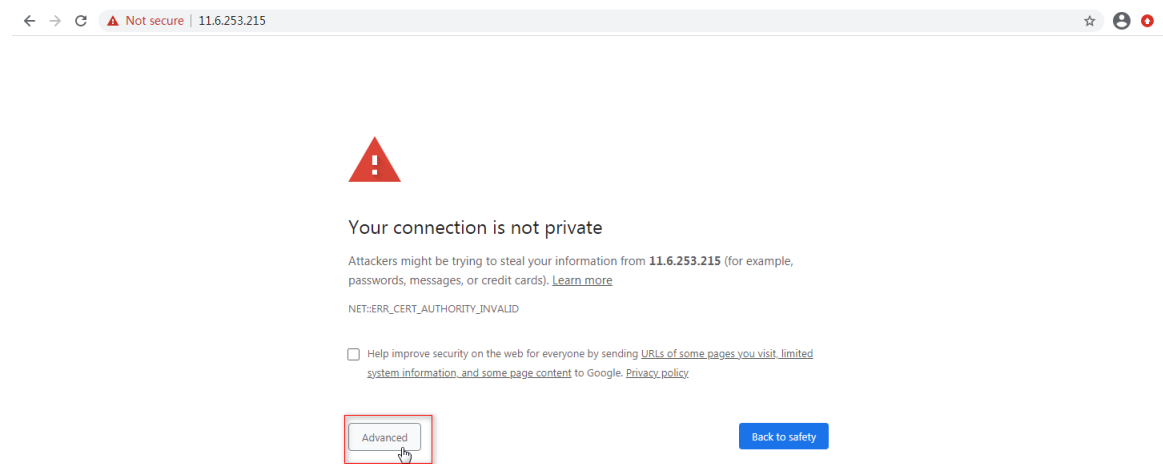 Not secure | 11.6.253.215
Your connection is not private
Attackers might be trying to steal your information from 11.6.253.215 (for example,
passwords, messages, or credit cards). Learn more
NET::ERR_CERT_AUTHORITY_INVALID
Help improve security on the web for everyone by sending URLs of some pages you visit, limited
system information, and some page content to Google. Privacy policy
Advanced
Back to safety